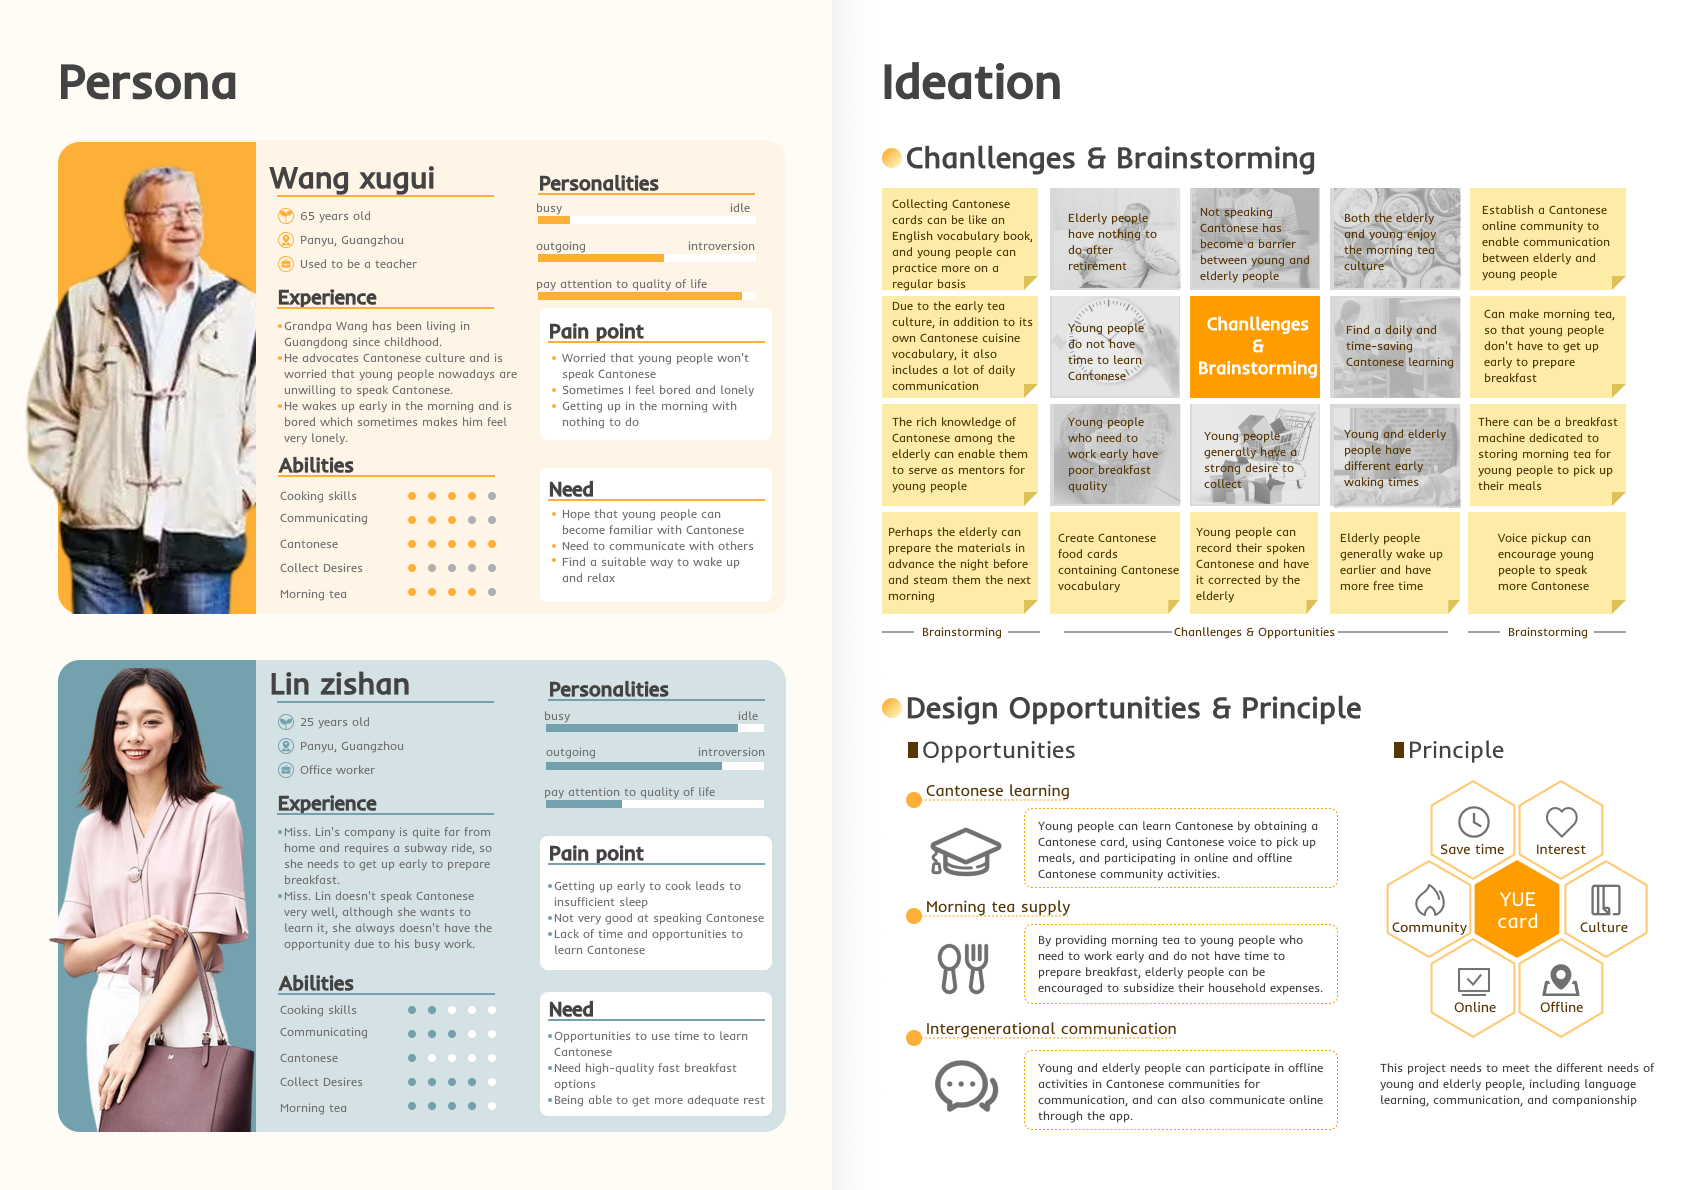 Persona
Wang xugui
65 years old
Panyu, Guangzhou
Used to be a teacher
Experience
•Grandpa Wang has been living in
Guangdong since childhood.
•He advocates Cantonese culture and is
worried that young people nowadays are
unwilling to speak Cantonese.
•He wakes up early in the morning and is
bored which sometimes makes him feel
very lonely.
Abilities
Cooking skills
Communicating
Cantonese
Collect Desires
Morning tea
Personalities
busy idle
outgoing introversion
pay attention to quality of life
Pain point
• Worried that young people won't
speak Cantonese
• Sometimes I feel bored and lonely
• Getting up in the morning with
nothing to do
Need
• Hope that young people can
become familiar with Cantonese
• Need to communicate with others
• Find a suitable way to wake up
and relax
Lin zishan
25 years old
Panyu, Guangzhou
Office worker
Experience
•Miss. Lin's company is quite far from
home and requires a subway ride, so
she needs to get up early to prepare
breakfast.
•Miss. Lin doesn't speak Cantonese
very well, although she wants to
learn it, she always doesn't have the
opportunity due to his busy work.
Abilities
Cooking skills
Communicating
Cantonese
Collect Desires
Morning tea
Personalities
busy idle
outgoing introversion
pay attention to quality of life
Pain point
•Getting up early to cook leads to
insufficient sleep
•Not very good at speaking Cantonese
•Lack of time and opportunities to
learn Cantonese
Need
•Opportunities to use time to learn
Cantonese
•Need high-quality fast breakfast
options
•Being able to get more adequate rest
Ideation
Chanllenges & Brainstorming
Collecting Cantonese
cards can be like an
English vocabulary book,
and young people can
practice more on a
regular basis
Elderly people
have nothing to
do after
retirement
Not speaking
Cantonese has
become a barrier
between young and
elderly people
Both the elderly
and young enjoy
the morning tea
culture
Establish a Cantonese
online community to
enable communication
between elderly and
young people
Due to the early tea
culture, in addition to its
own Cantonese cuisine
vocabulary, it also
includes a lot of daily
communication
Young people
do not have
time to learn
Cantonese
Chanllenges
&
Brainstorming
Find a daily and
time-saving
Cantonese learning
Can make morning tea,
so that young people
don't have to get up
early to prepare
breakfast
The rich knowledge of
Cantonese among the
elderly can enable them
to serve as mentors for
young people
Young people
who need to
work early have
poor breakfast
quality
Young people
generally have a
strong desire to
collect
Young and elderly
people have
different early
waking times
There can be a breakfast
machine dedicated to
storing morning tea for
young people to pick up
their meals
Perhaps the elderly can
prepare the materials in
advance the night before
and steam them the next
morning
Create Cantonese
food cards
containing Cantonese
vocabulary
Young people can
record their spoken
Cantonese and have
it corrected by the
elderly
Elderly people
generally wake up
earlier and have
more free time
Voice pickup can
encourage young
people to speak
more Cantonese
Brainstorming
Chanllenges & Opportunities
Brainstorming
Design Opportunities & Principle
Opportunities
Cantonese learning
Young people can learn Cantonese by obtaining a
Cantonese card, using Cantonese voice to pick up
meals, and participating in online and offline
Cantonese community activities.
Morning tea supply
By providing morning tea to young people who
need to work early and do not have time to
prepare breakfast, elderly people can be
encouraged to subsidize their household expenses.
Intergenerational communication
Young and elderly people can participate in offline
activities in Cantonese communities for
communication, and can also communicate online
through the app.
Principle
Save time
Interest
Community
YUE
card
Culture
Online
Offline
This project needs to meet the different needs of
young and elderly people, including language
learning, communication, and companionship